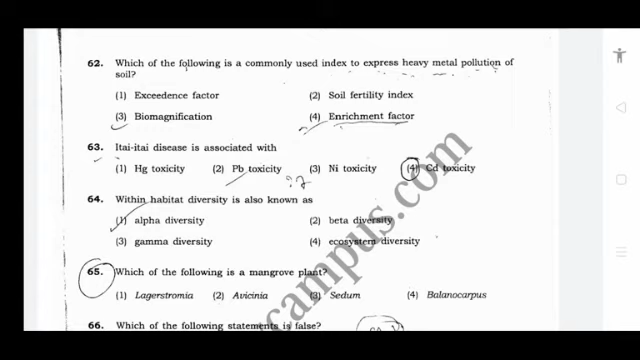 62. Which of the following is a commonly used index to express heavy metal pollution of
soil?
(1) Exceedence factor (2) Soil fertility index
(3) Biomagnification (4) Enrichment factor
63. Itai-itai disease is associated with
(1) Hg toxicity (2) Pb toxicity (3) Ni toxicity (4) Cd toxicity
64. Within habitat diversity is also known as
(1) alpha diversity (2) beta diversity
(3) gamma diversity (4) ecosystem diversity
65. Which of the following is a mangrove plant?
(1) Lagerstromia (2) Avicinia (3) Sedum (4) Balanocarpus
66. Which of the following statements is false?
campus.com